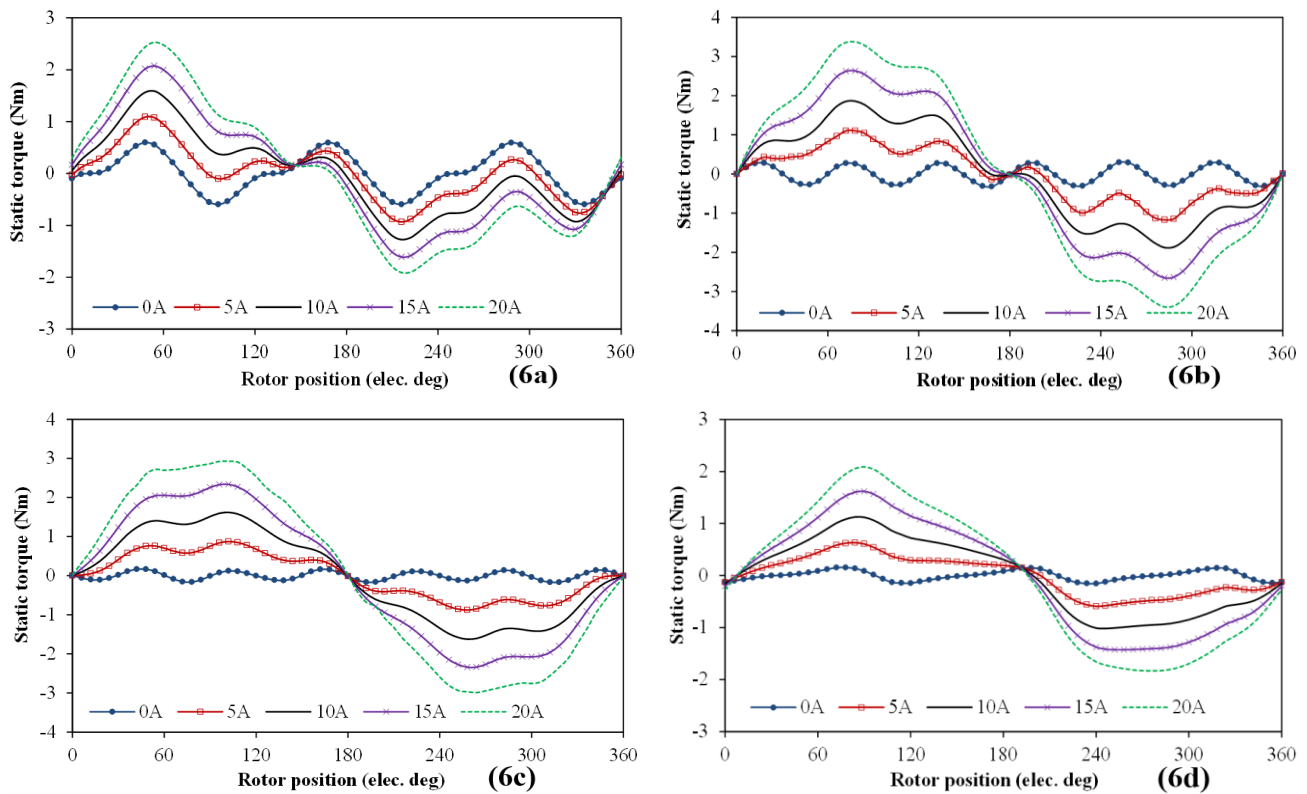 3
2
1
0
-1
-2
-3
Static torque (Nm)
0A 5A 10A 15A 20A
0 60 120 180 240 300 360
Rotor position (elec. deg)
(6a)
4
3
2
1
0
-1
-2
-3
-4
Static torque (Nm)
0A 5A 10A 15A 20A
0 60 120 180 240 300 360
Rotor position (elec. deg)
(6b)
4
3
2
1
0
-1
-2
-3
-4
Static torque (Nm)
0A 5A 10A 15A 20A
0 60 120 180 240 300 360
Rotor position (elec. deg)
(6c)
3
2
1
0
-1
-2
-3
Static torque (Nm)
0A 5A 10A 15A 20A
0 60 120 180 240 300 360
Rotor position (elec. deg)
(6d)